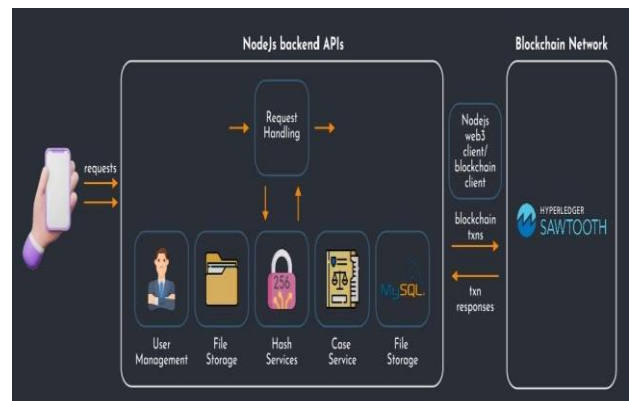 NodeJs backend APIs
Blockchain Network
Request
Handling
Nodejs
web3
client/
blockchain
client
requests
blockchain
txns
HYPERLEDGER
SAWTOOTH
256
MySQL
txn
responses
User
Management
File
Storage
Hash
Services
Case
Service
File
Storage